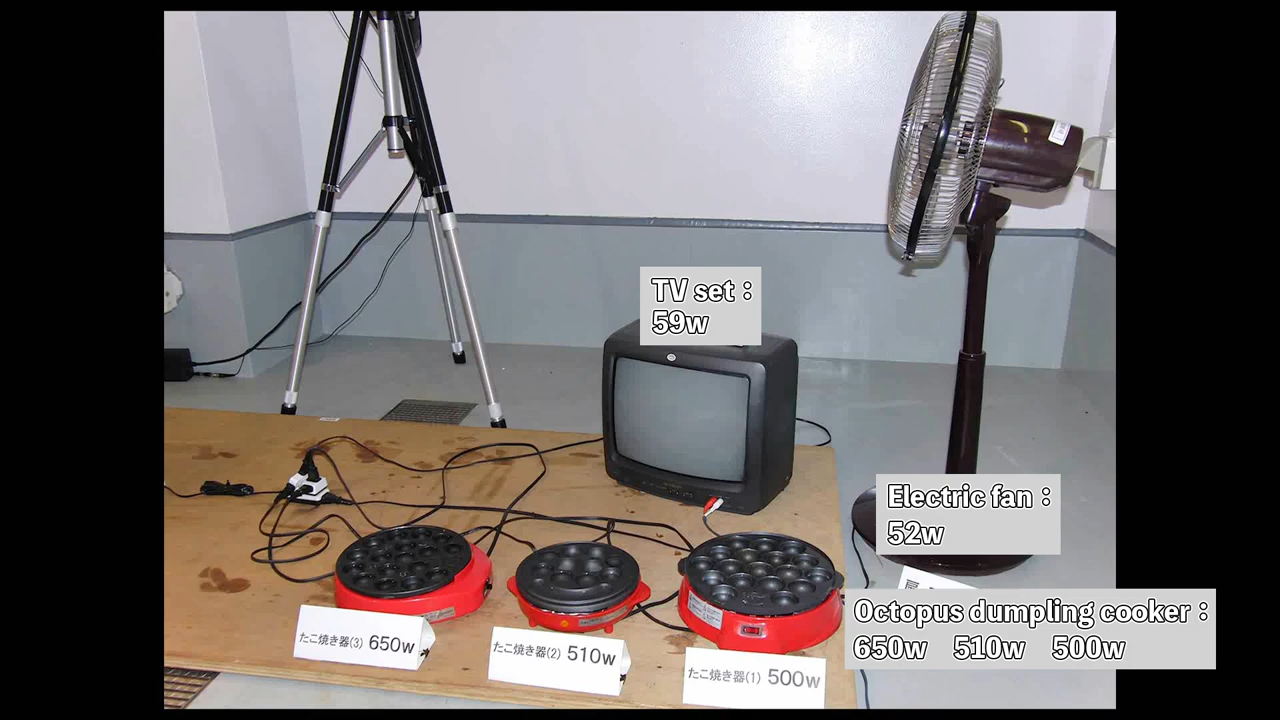 TV set：
59w
Electric fan：
52w
Octopus dumpling cooker：
650w 510w 500w
たこ焼き器(3) 650w
たこ焼き器(2) 510w
たこ焼き器(1) 500w